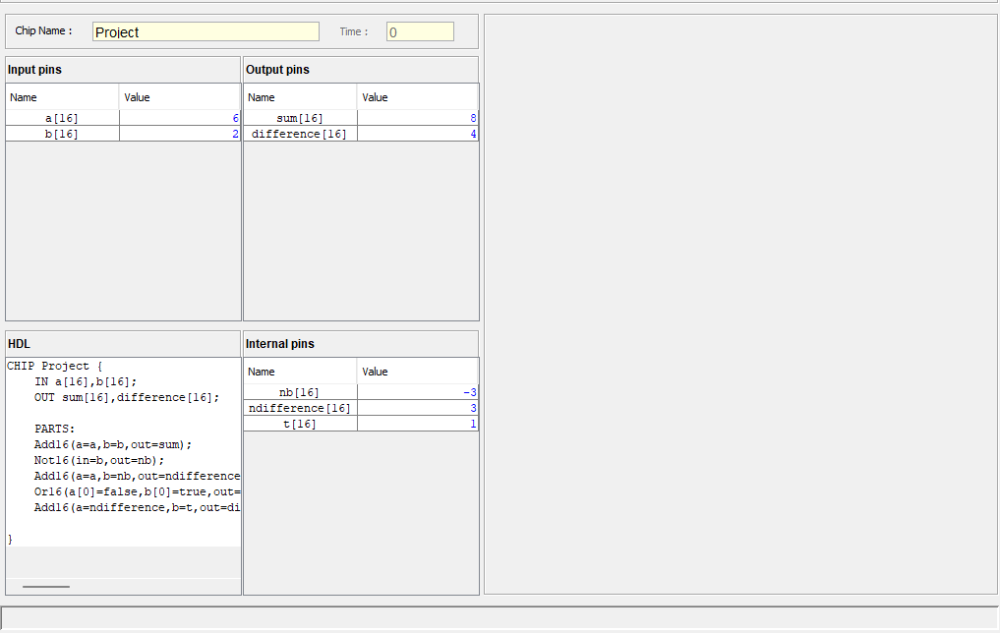 Chip Name : Project Time : 0
Input pins
Name Value
a[16] 6
b[16] 2
Output pins
Name Value
sum[16] 8
difference[16] 4
HDL
CHIP Project {
IN a[16],b[16];
OUT sum[16],difference[16];
PARTS:
Add16(a=a,b=b,out=sum);
Not16(in=b,out=nb);
Add16(a=a,b=nb,out=ndifference
Or16(a[0]=false,b[0]=true,out=
Add16(a=ndifference,b=t,out=di
}
Internal pins
Name Value
nb[16] -3
ndifference[16] 3
t[16] 1